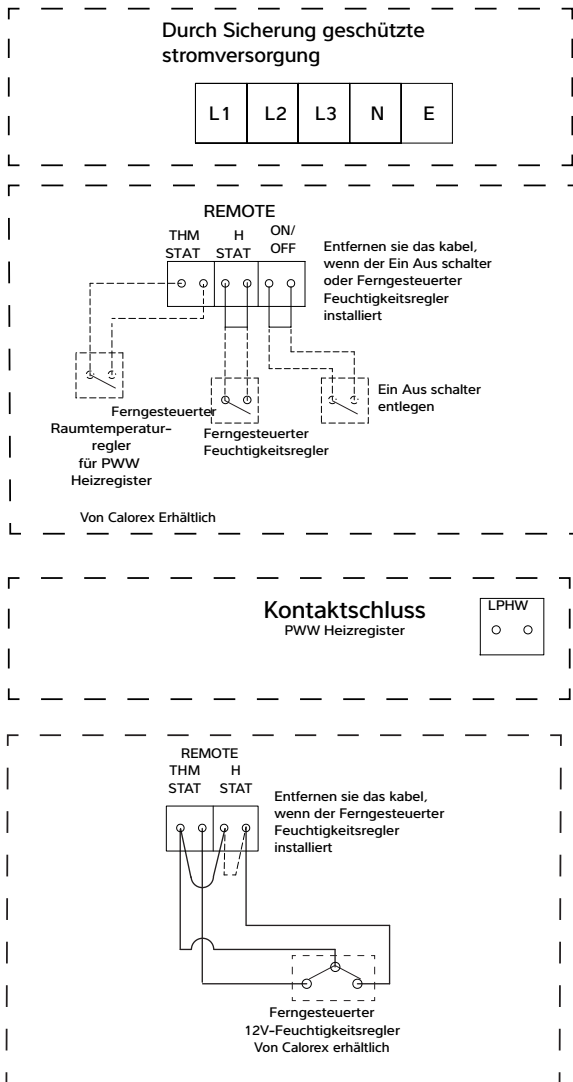 Durch Sicherung geschützte
stromversorgung
L1 L2 L3 N E
REMOTE
THM H ON/
STAT STAT OFF
Entfernen sie das kabel,
wenn der Ein Aus schalter
oder Ferngesteuerter
Feuchtigkeitsregler
installiert
Ferngesteuerter
Raumtemperatur-
regler
für PWW
Heizregister
Ferngesteuerter
Feuchtigkeitsregler
Ein Aus schalter
entlegen
Von Calorex Erhältlich
Kontaktschluss
PWW Heizregister
LPHW
REMOTE
THM H
STAT STAT
Entfernen sie das kabel,
wenn der Ferngesteuerter
Feuchtigkeitsregler
installiert
Ferngesteuerter
12V-Feuchtigkeitsregler
Von Calorex erhältlich